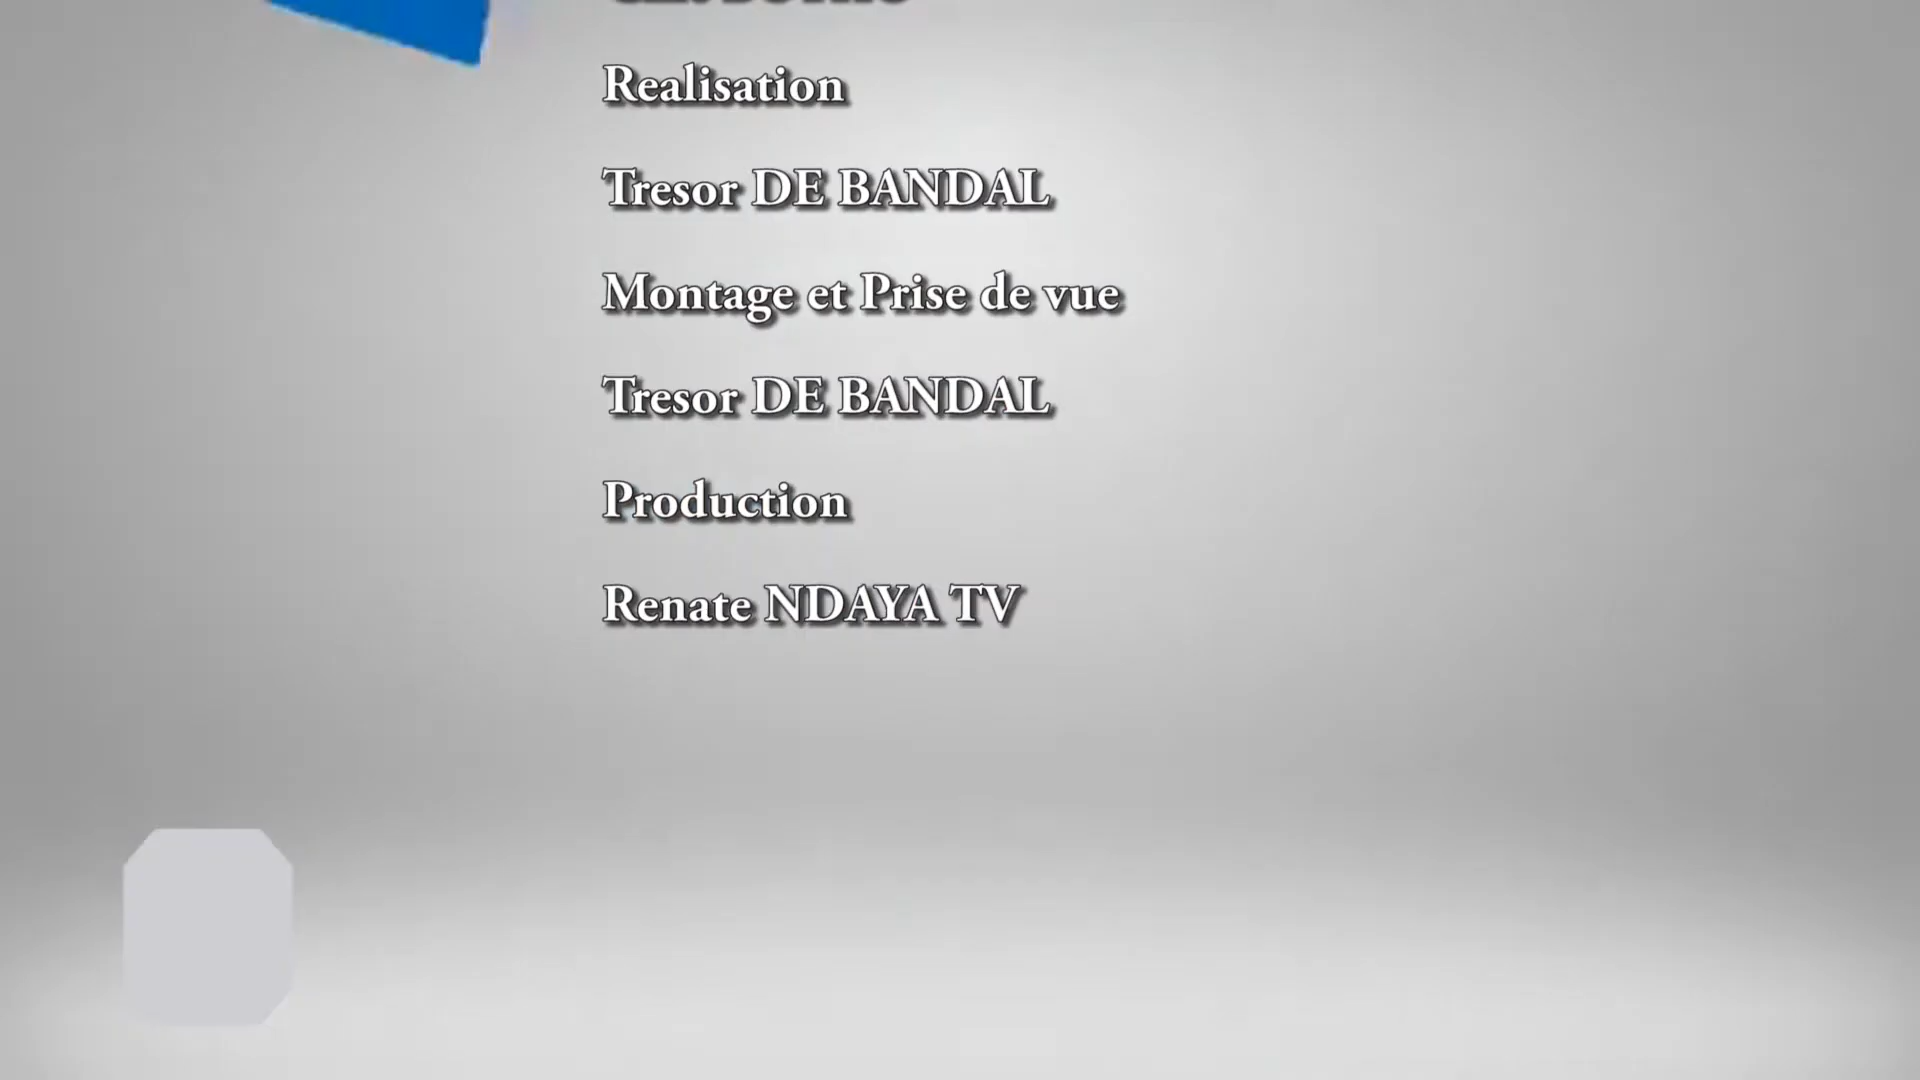 Realisation
Tresor DE BANDAL
Montage et Prise de vue
Tresor DE BANDAL
Production
Renate NDAYA TV